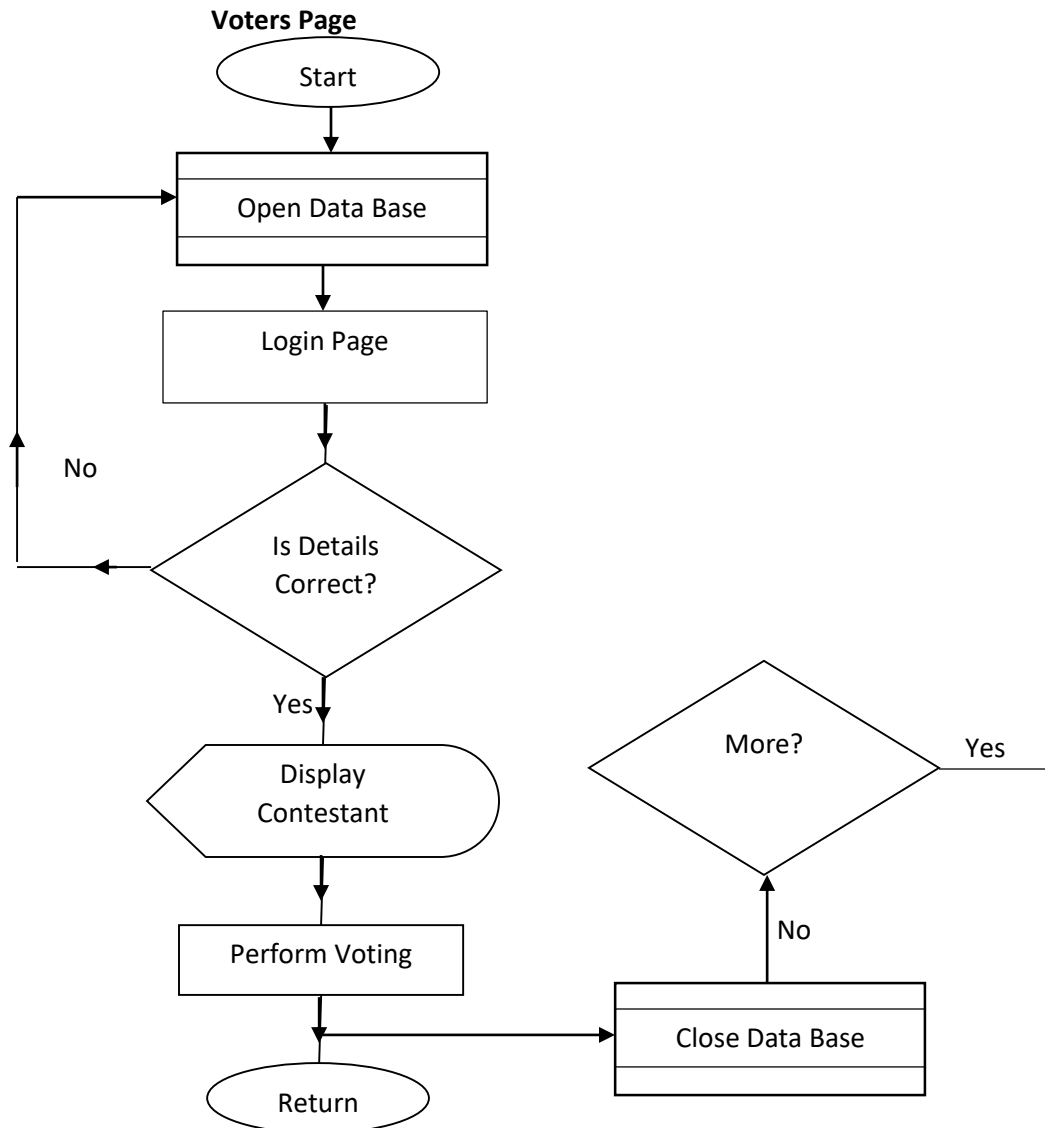 Voters Page
Start
Open Data Base
Login Page
No
Is Details
Correct?
Yes
Display
Contestant
More?
Yes
Perform Voting
No
Close Data Base
Return